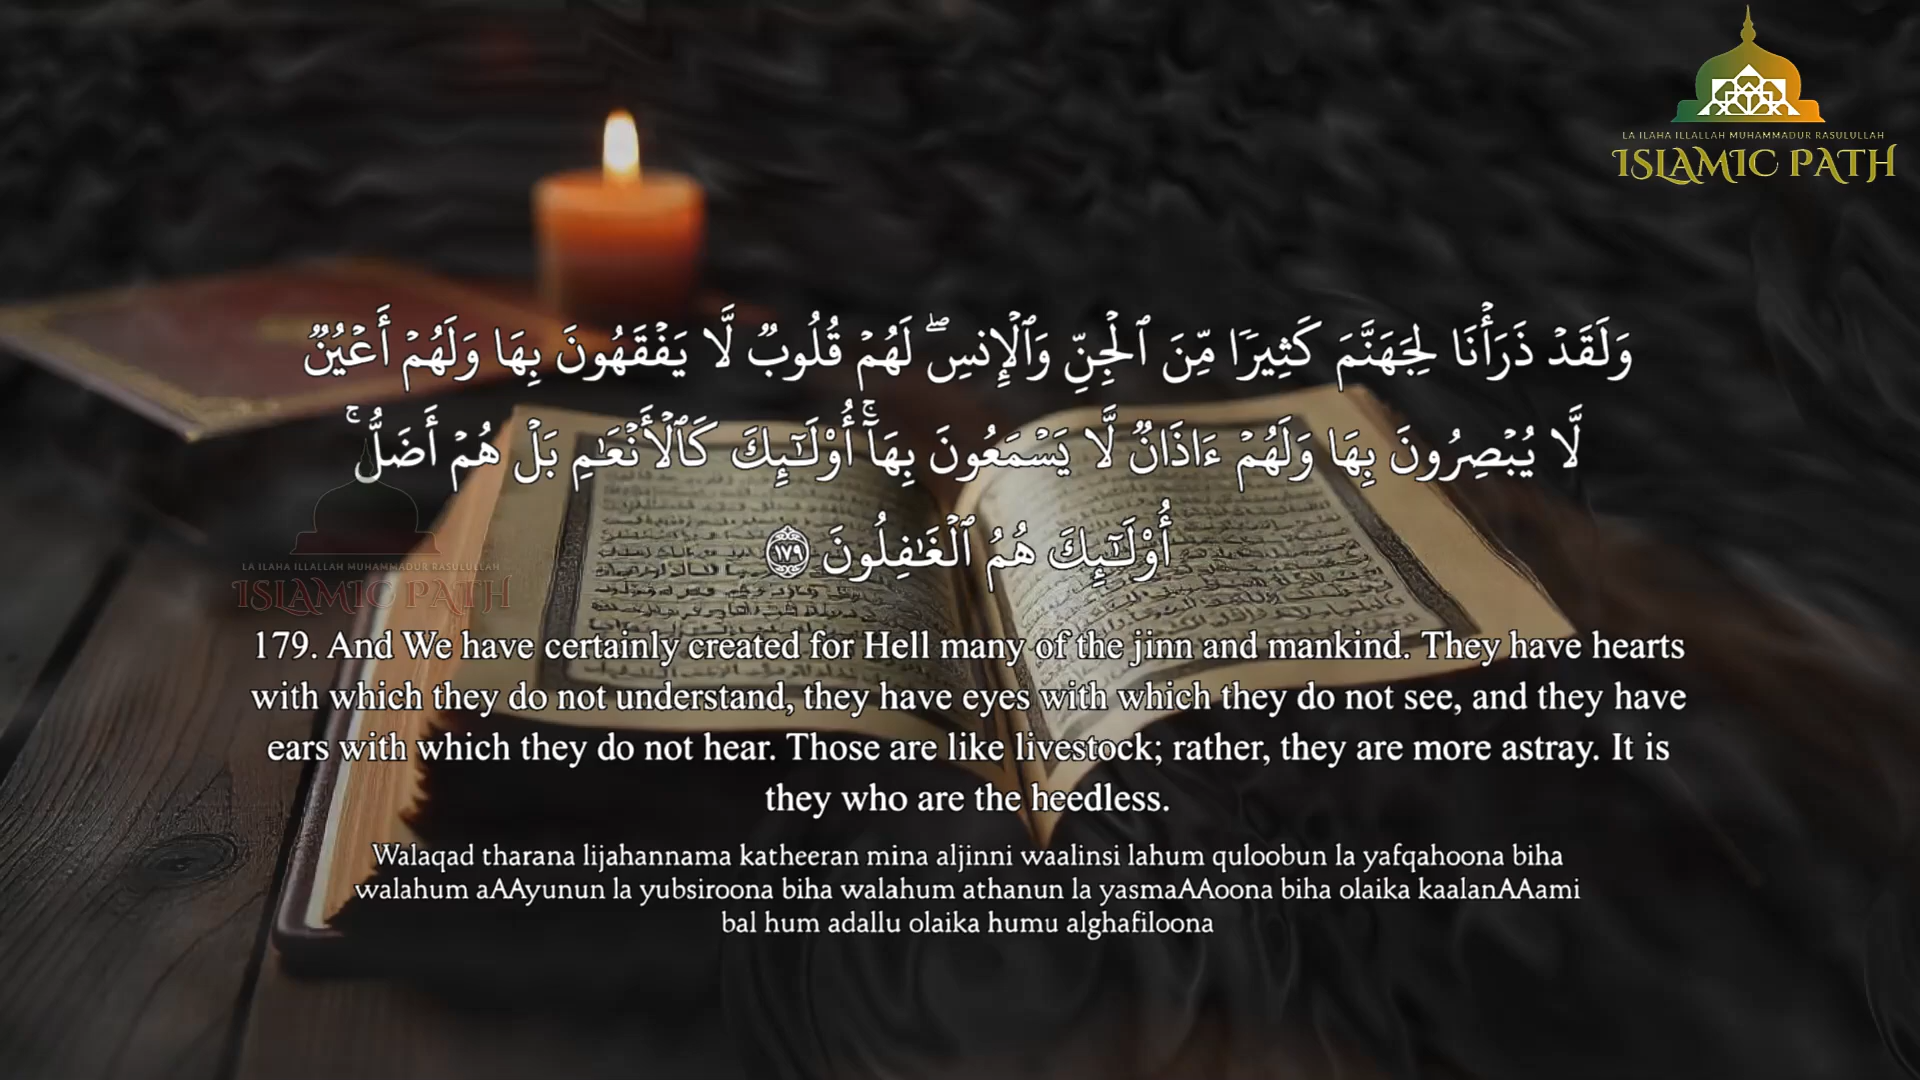 LA ILAHA ILLALLAH MUHAMMADUR RASULULLAH
ISLAMIC PATH
وَلَقَدْ ذَرَأْنَا لِجَهَنَّمَ كَثِيرًا مِّنَ ٱلْجِنِّ وَٱلْإِنسِ ۖ لَهُمْ قُلُوبٌ لَّا يَفْقَهُونَ بِهَا وَلَهُمْ أَعْيُنٌ
لَّا يُبْصِرُونَ بِهَا وَلَهُمْ ءَاذَانٌ لَّا يَسْمَعُونَ بِهَآ ۚ أُو۟لَـٰٓئِكَ كَٱلْأَنْعَـٰمِ بَلْ هُمْ أَضَلُّ ۚ
أُو۟لَـٰٓئِكَ هُمُ ٱلْغَـٰفِلُونَ ١٧٩
LA ILAHA ILLALLAH MUHAMMADUR RASULULLAH
ISLAMIC PATH
179. And We have certainly created for Hell many of the jinn and mankind. They have hearts
with which they do not understand, they have eyes with which they do not see, and they have
ears with which they do not hear. Those are like livestock; rather, they are more astray. It is
they who are the heedless.
Walaqad tharana lijahannama katheeran mina aljinni waalinsi lahum quloobun la yafqahoona biha
walahum aAAyunun la yubsiroona biha walahum athanun la yasmaAAoona biha olaika kaalanAAami
bal hum adallu olaika humu alghafiloona